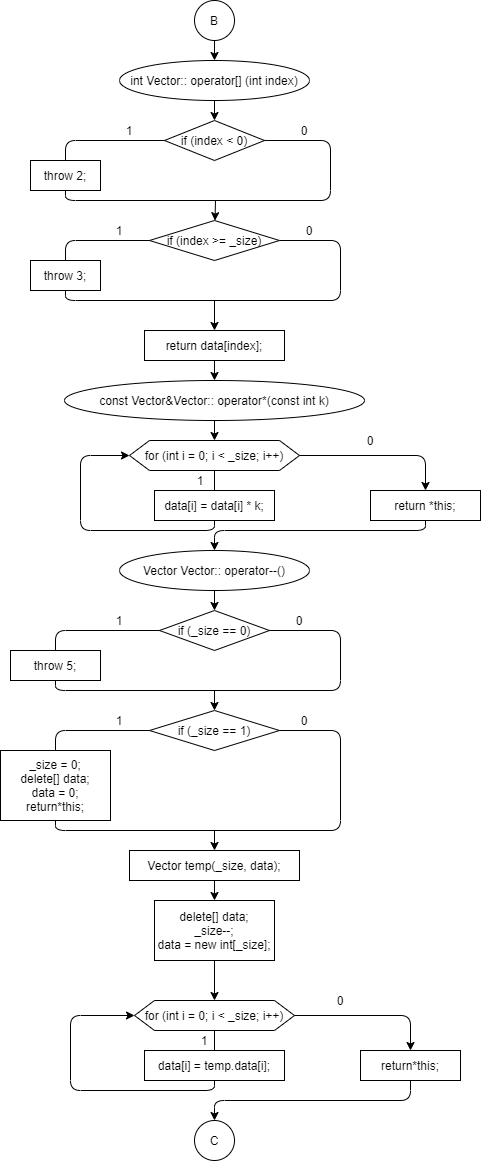 B
int Vector:: operator[] (int index)
1
0
if (index < 0)
throw 2;
1
0
if (index >= _size)
throw 3;
return data[index];
const Vector&Vector:: operator*(const int k)
0
for (int i = 0; i < _size; i++)
1
data[i] = data[i] * k;
return *this;
Vector Vector:: operator--()
1
0
if (_size == 0)
throw 5;
1
0
if (_size == 1)
_size = 0;
delete[] data;
data = 0;
return*this;
Vector temp(_size, data);
delete[] data;
_size--;
data = new int[_size];
0
for (int i = 0; i < _size; i++)
1
data[i] = temp.data[i];
return*this;
C